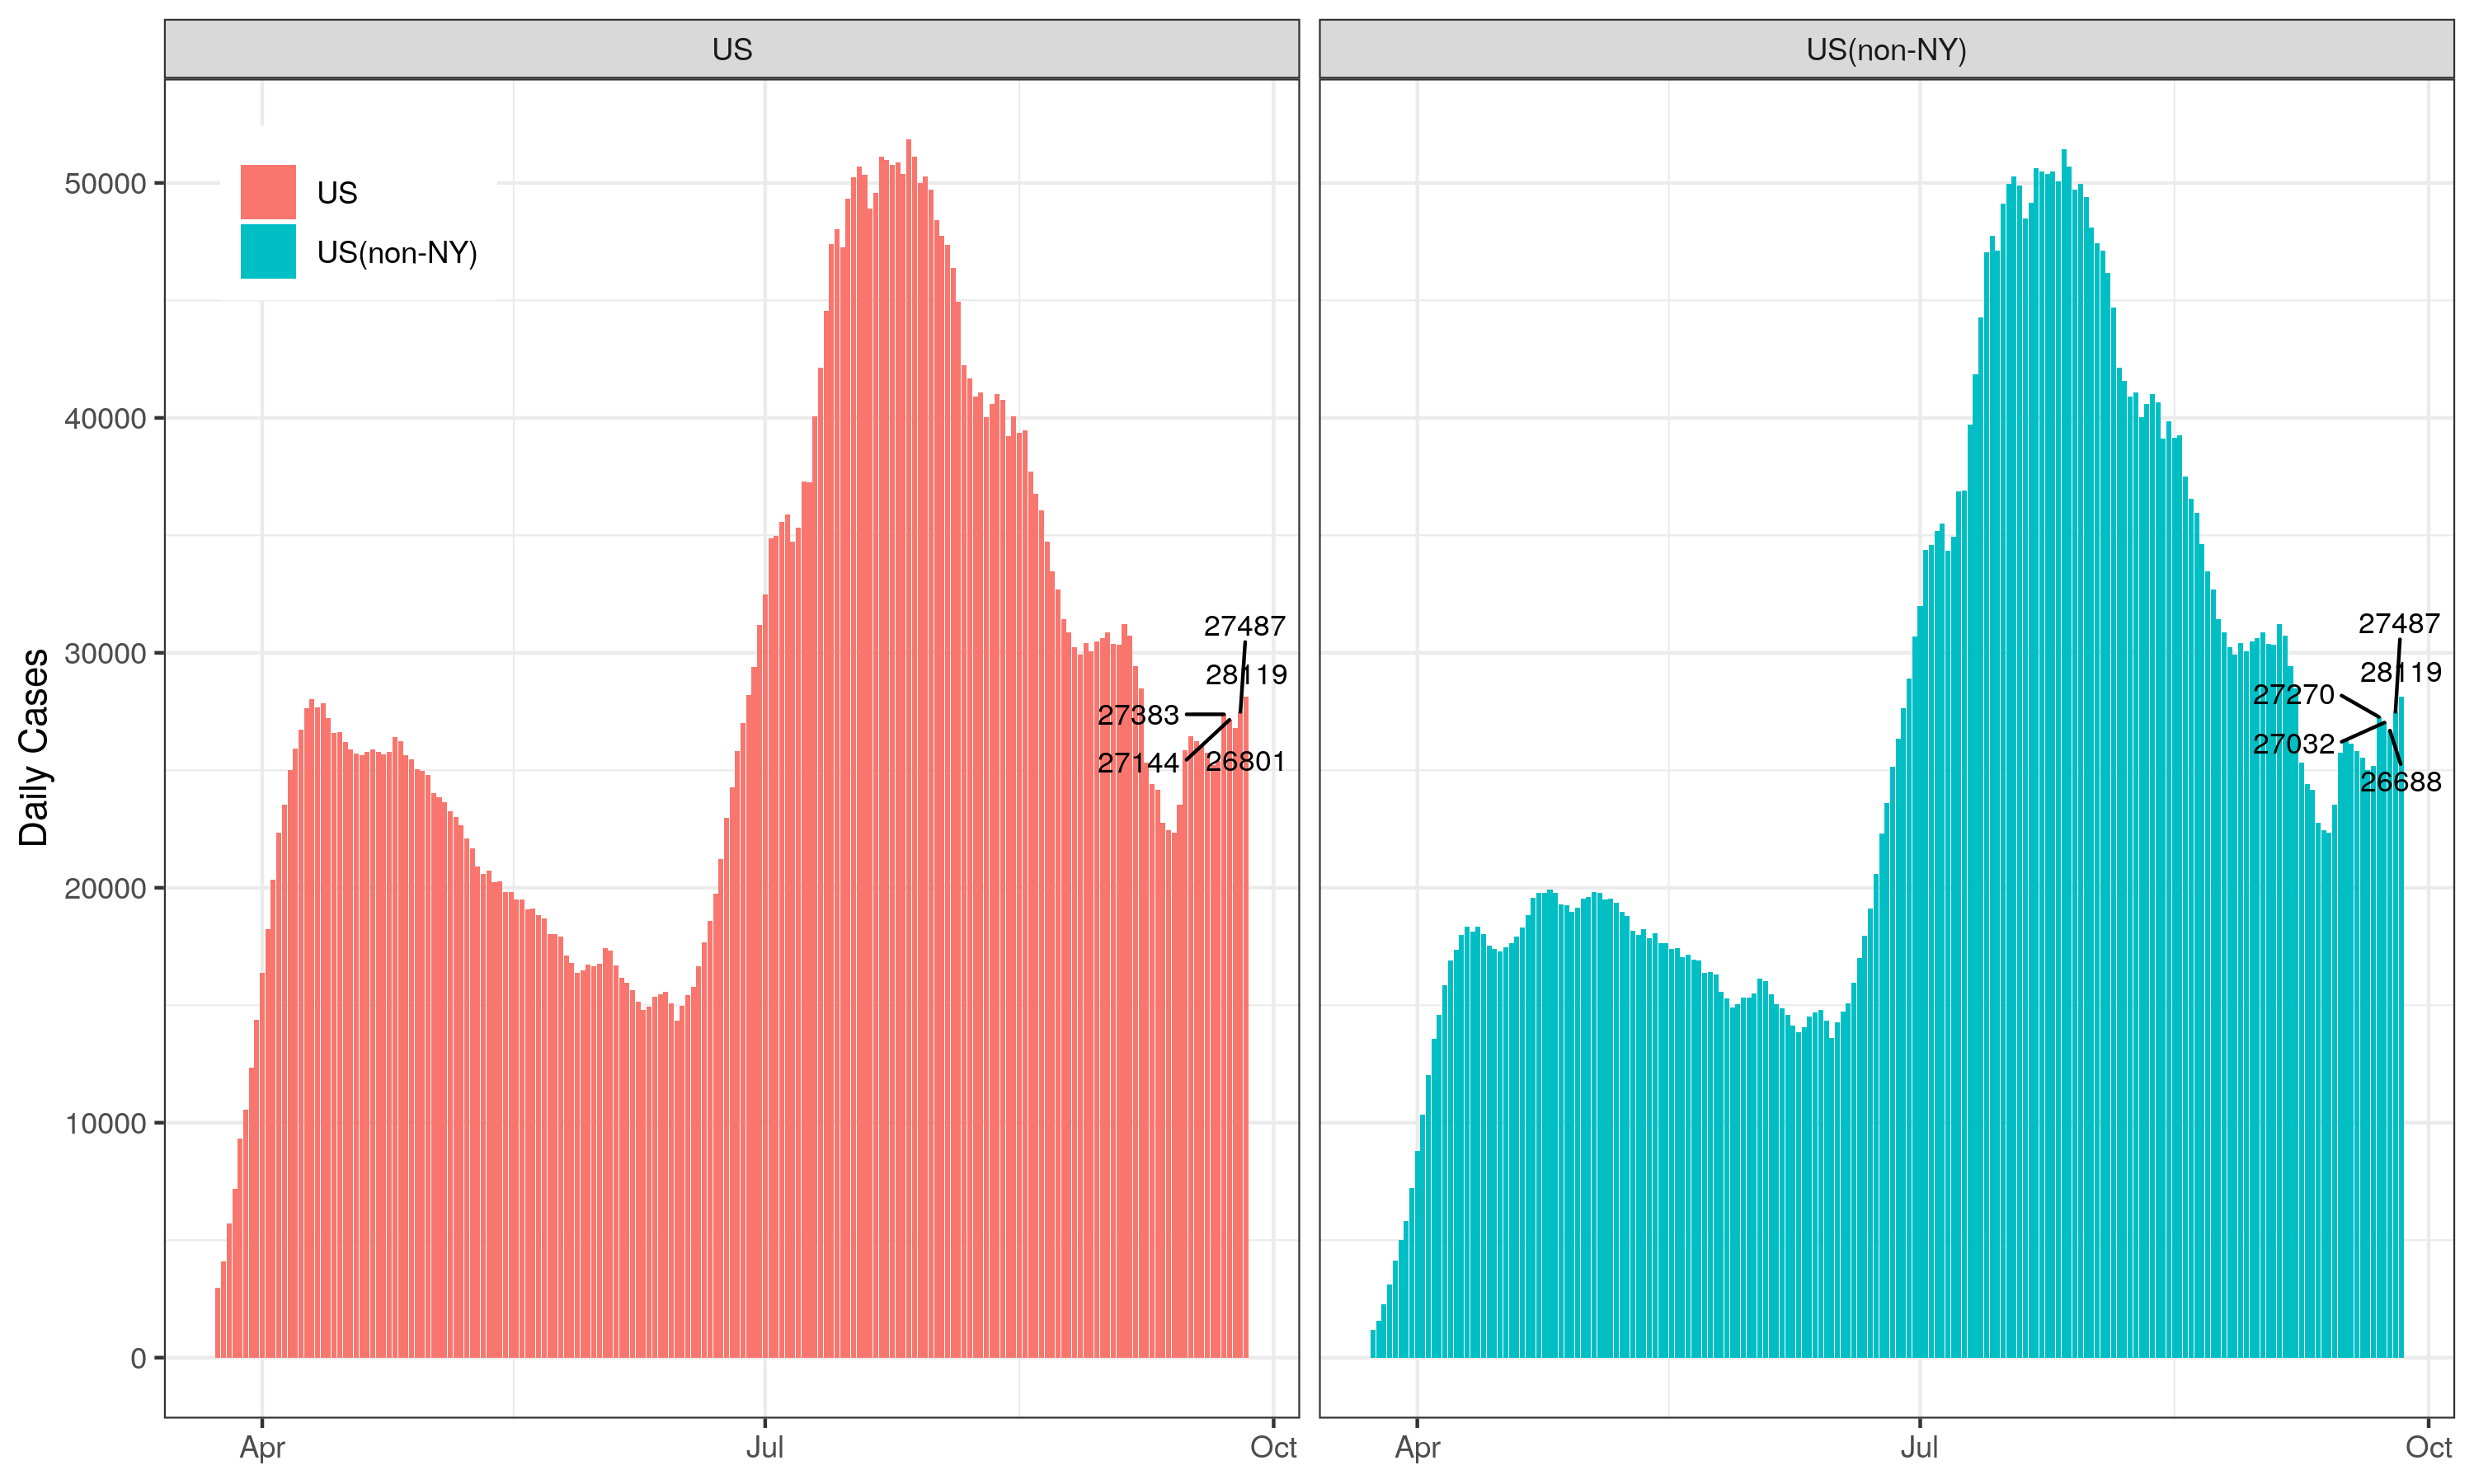 US
US(non-NY)
US
US(non-NY)
Daily Cases
50000
40000
30000
20000
10000
0
27487
28119
27383
27144
26801
27487
28119
27270
27032
26688
Apr
Jul
Oct
Apr
Jul
Oct